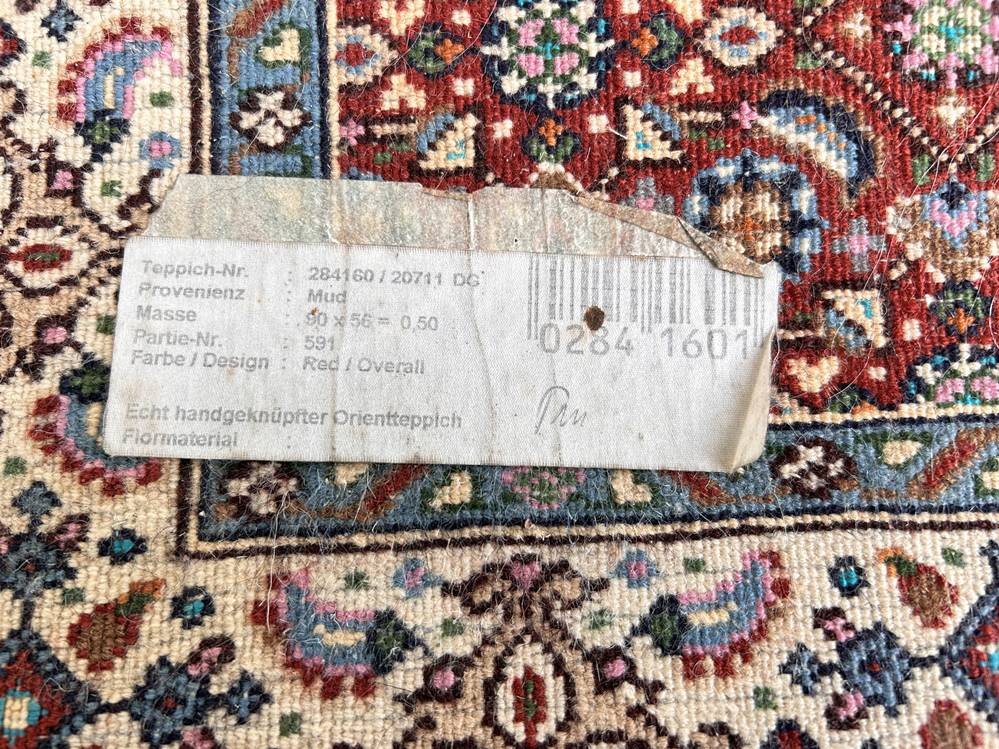 Teppich-Nr. : 284160 / 20711 DG
Provenienz : Mud
Masse : 90 x 56 = 0,50
Partie-Nr. : 591
Farbe / Design : Red / Overall
Echt handgeknüpfter Orientteppich
Flormaterial :
0284 1601